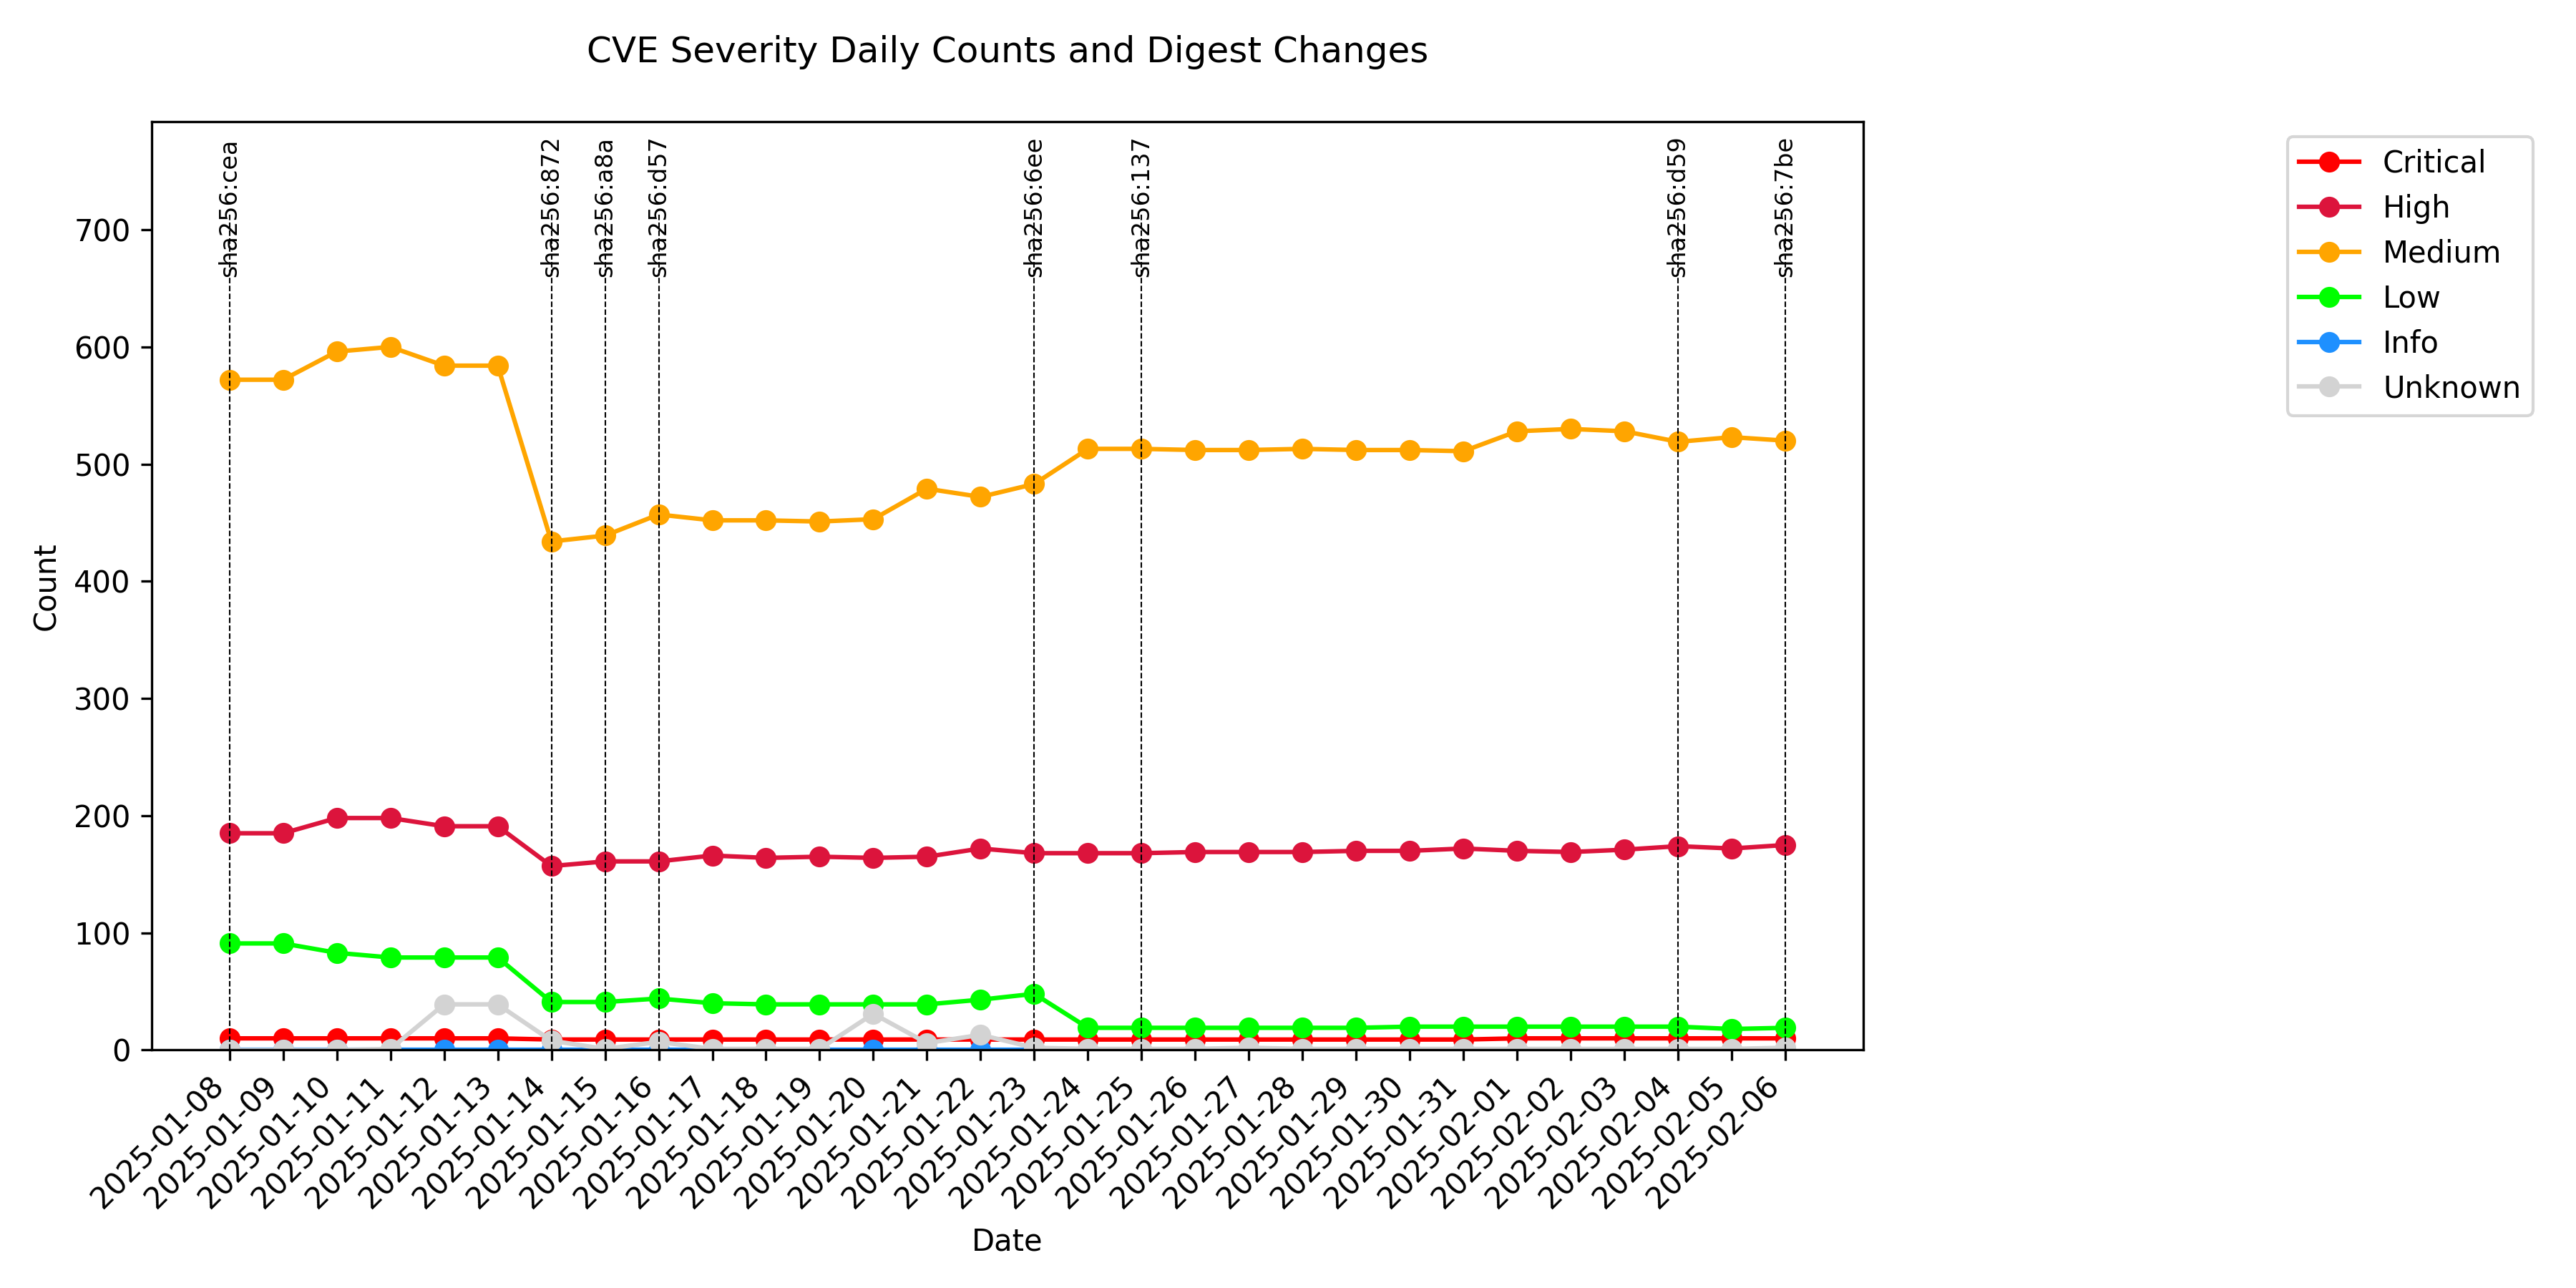 CVE Severity Daily Counts and Digest Changes
sha256:cea
sha256:872
sha256:a8a
sha256:d57
sha256:6ee
sha256:137
sha256:d59
sha256:7be
Critical
High
Medium
Low
Info
Unknown
700
600
500
400
300
200
100
0
Count
2025-01-08
2025-01-09
2025-01-10
2025-01-11
2025-01-12
2025-01-13
2025-01-14
2025-01-15
2025-01-16
2025-01-17
2025-01-18
2025-01-19
2025-01-20
2025-01-21
2025-01-22
2025-01-23
2025-01-24
2025-01-25
2025-01-26
2025-01-27
2025-01-28
2025-01-29
2025-01-30
2025-01-31
2025-02-01
2025-02-02
2025-02-03
2025-02-04
2025-02-05
2025-02-06
Date